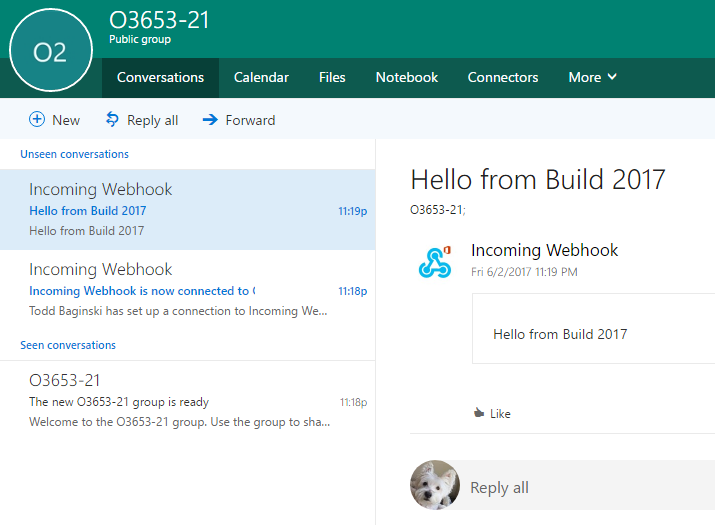 O2
O3653-21
Public group
Conversations Calendar Files Notebook Connectors More
New Reply all Forward
Unseen conversations
Incoming Webhook
Hello from Build 2017 11:19p
Hello from Build 2017
Incoming Webhook
Incoming Webhook is now connected to 11:18p
Todd Baginski has set up a connection to Incoming We...
Seen conversations
O3653-21
The new O3653-21 group is ready 11:18p
Welcome to the O3653-21 group. Use the group to sha...
Hello from Build 2017
O3653-21;
Incoming Webhook
Fri 6/2/2017 11:19 PM
Hello from Build 2017
Like
Reply all